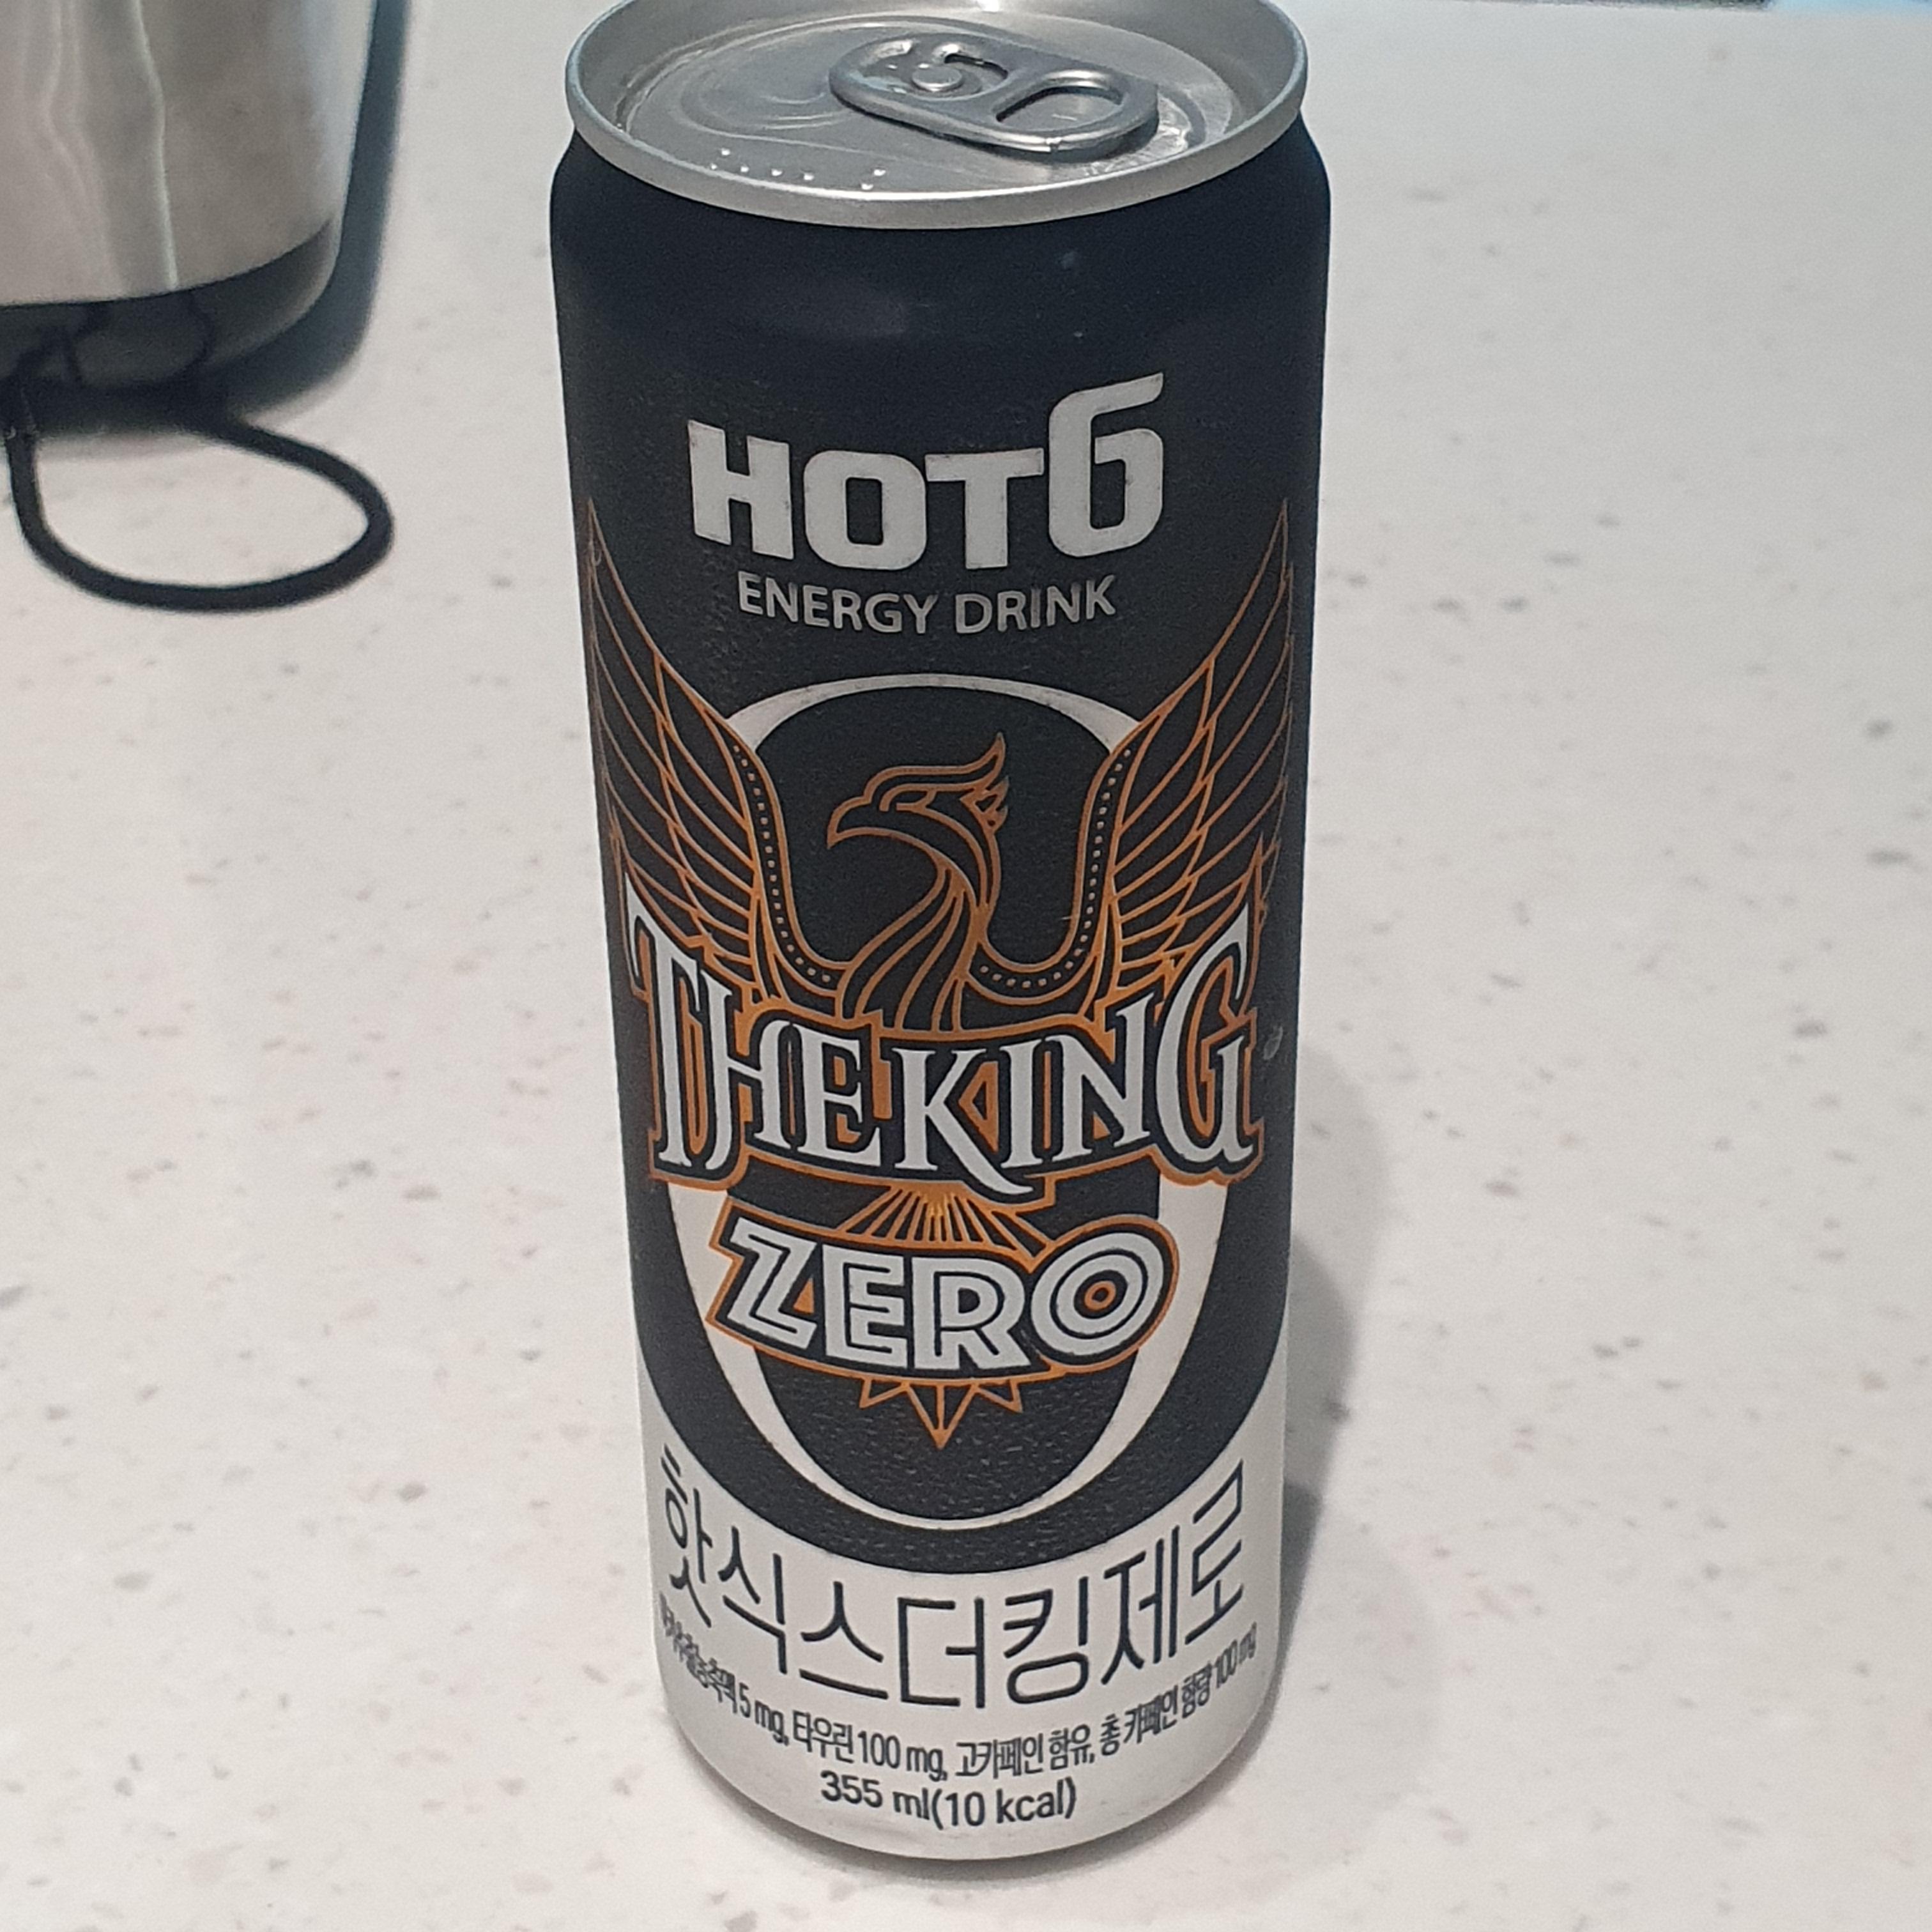 HOT6
ENERGY DRINK
THE KING
ZERO
핫식스더킹제로
5 mg, 타우린 100 mg, 고카페인 함유, 총 카페인 함량 100 mg
355 ml(10 kcal)